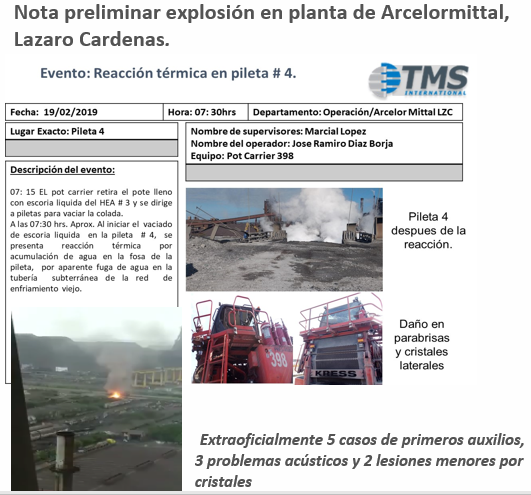 Nota preliminar explosión en planta de Arcelormittal,
Lazaro Cardenas.
Evento: Reacción térmica en pileta # 4.
TMS
INTERNATIONAL
Fecha: 19/02/2019
Hora: 07: 30hrs
Departamento: Operación/Arcelor Mittal LZC
Lugar Exacto: Pileta 4
Nombre de supervisores: Marcial Lopez
Nombre del operador: Jose Ramiro Diaz Borja
Equipo: Pot Carrier 398
Descripción del evento:
07: 15 EL pot carrier retira el pote lleno
con escoria liquida del HEA # 3 y se dirige
a piletas para vaciar la colada.
A las 07:30 hrs. Aprox. Al iniciar el vaciado
de escoria liquida en la pileta # 4, se
presenta reacción térmica por
acumulación de agua en la fosa de la
pileta, por aparente fuga de agua en la
tubería subterránea de la red de
enfriamiento viejo.
Pileta 4
despues de la
reacción.
398
KRESS
Daño en
parabrisas
y cristales
laterales
Extraoficialmente 5 casos de primeros auxilios,
3 problemas acústicos y 2 lesiones menores por
cristales